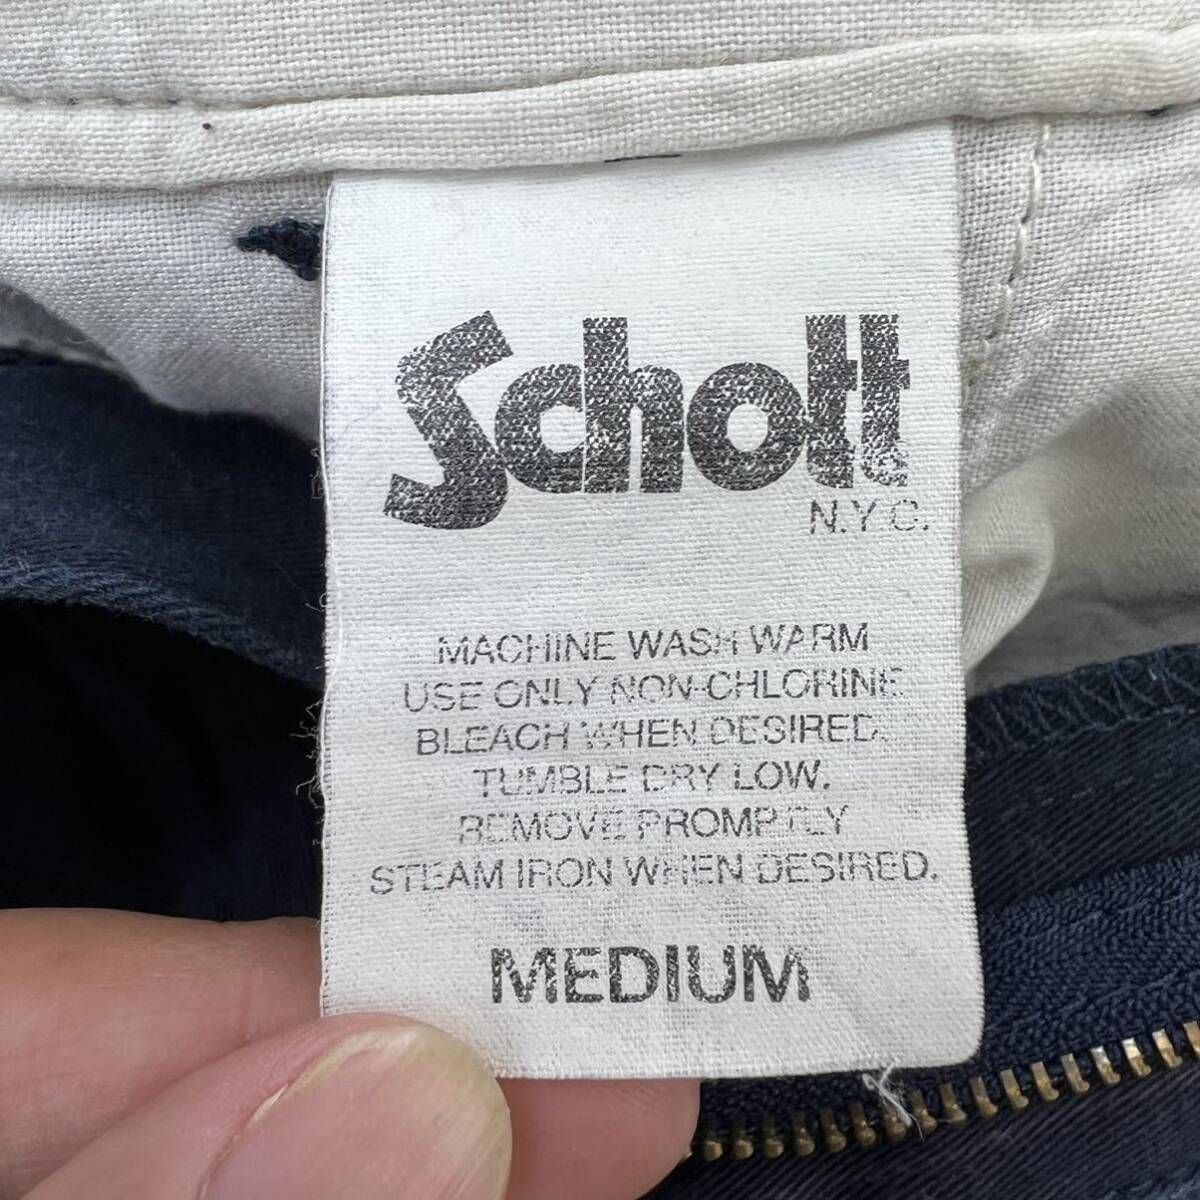 Schott
N.Y.C.
MACHINE WASH WARM
USE ONLY NON-CHLORINE
BLEACH WHEN DESIRED.
TUMBLE DRY LOW.
REMOVE PROMPTLY
STEAM IRON WHEN DESIRED.
MEDIUM